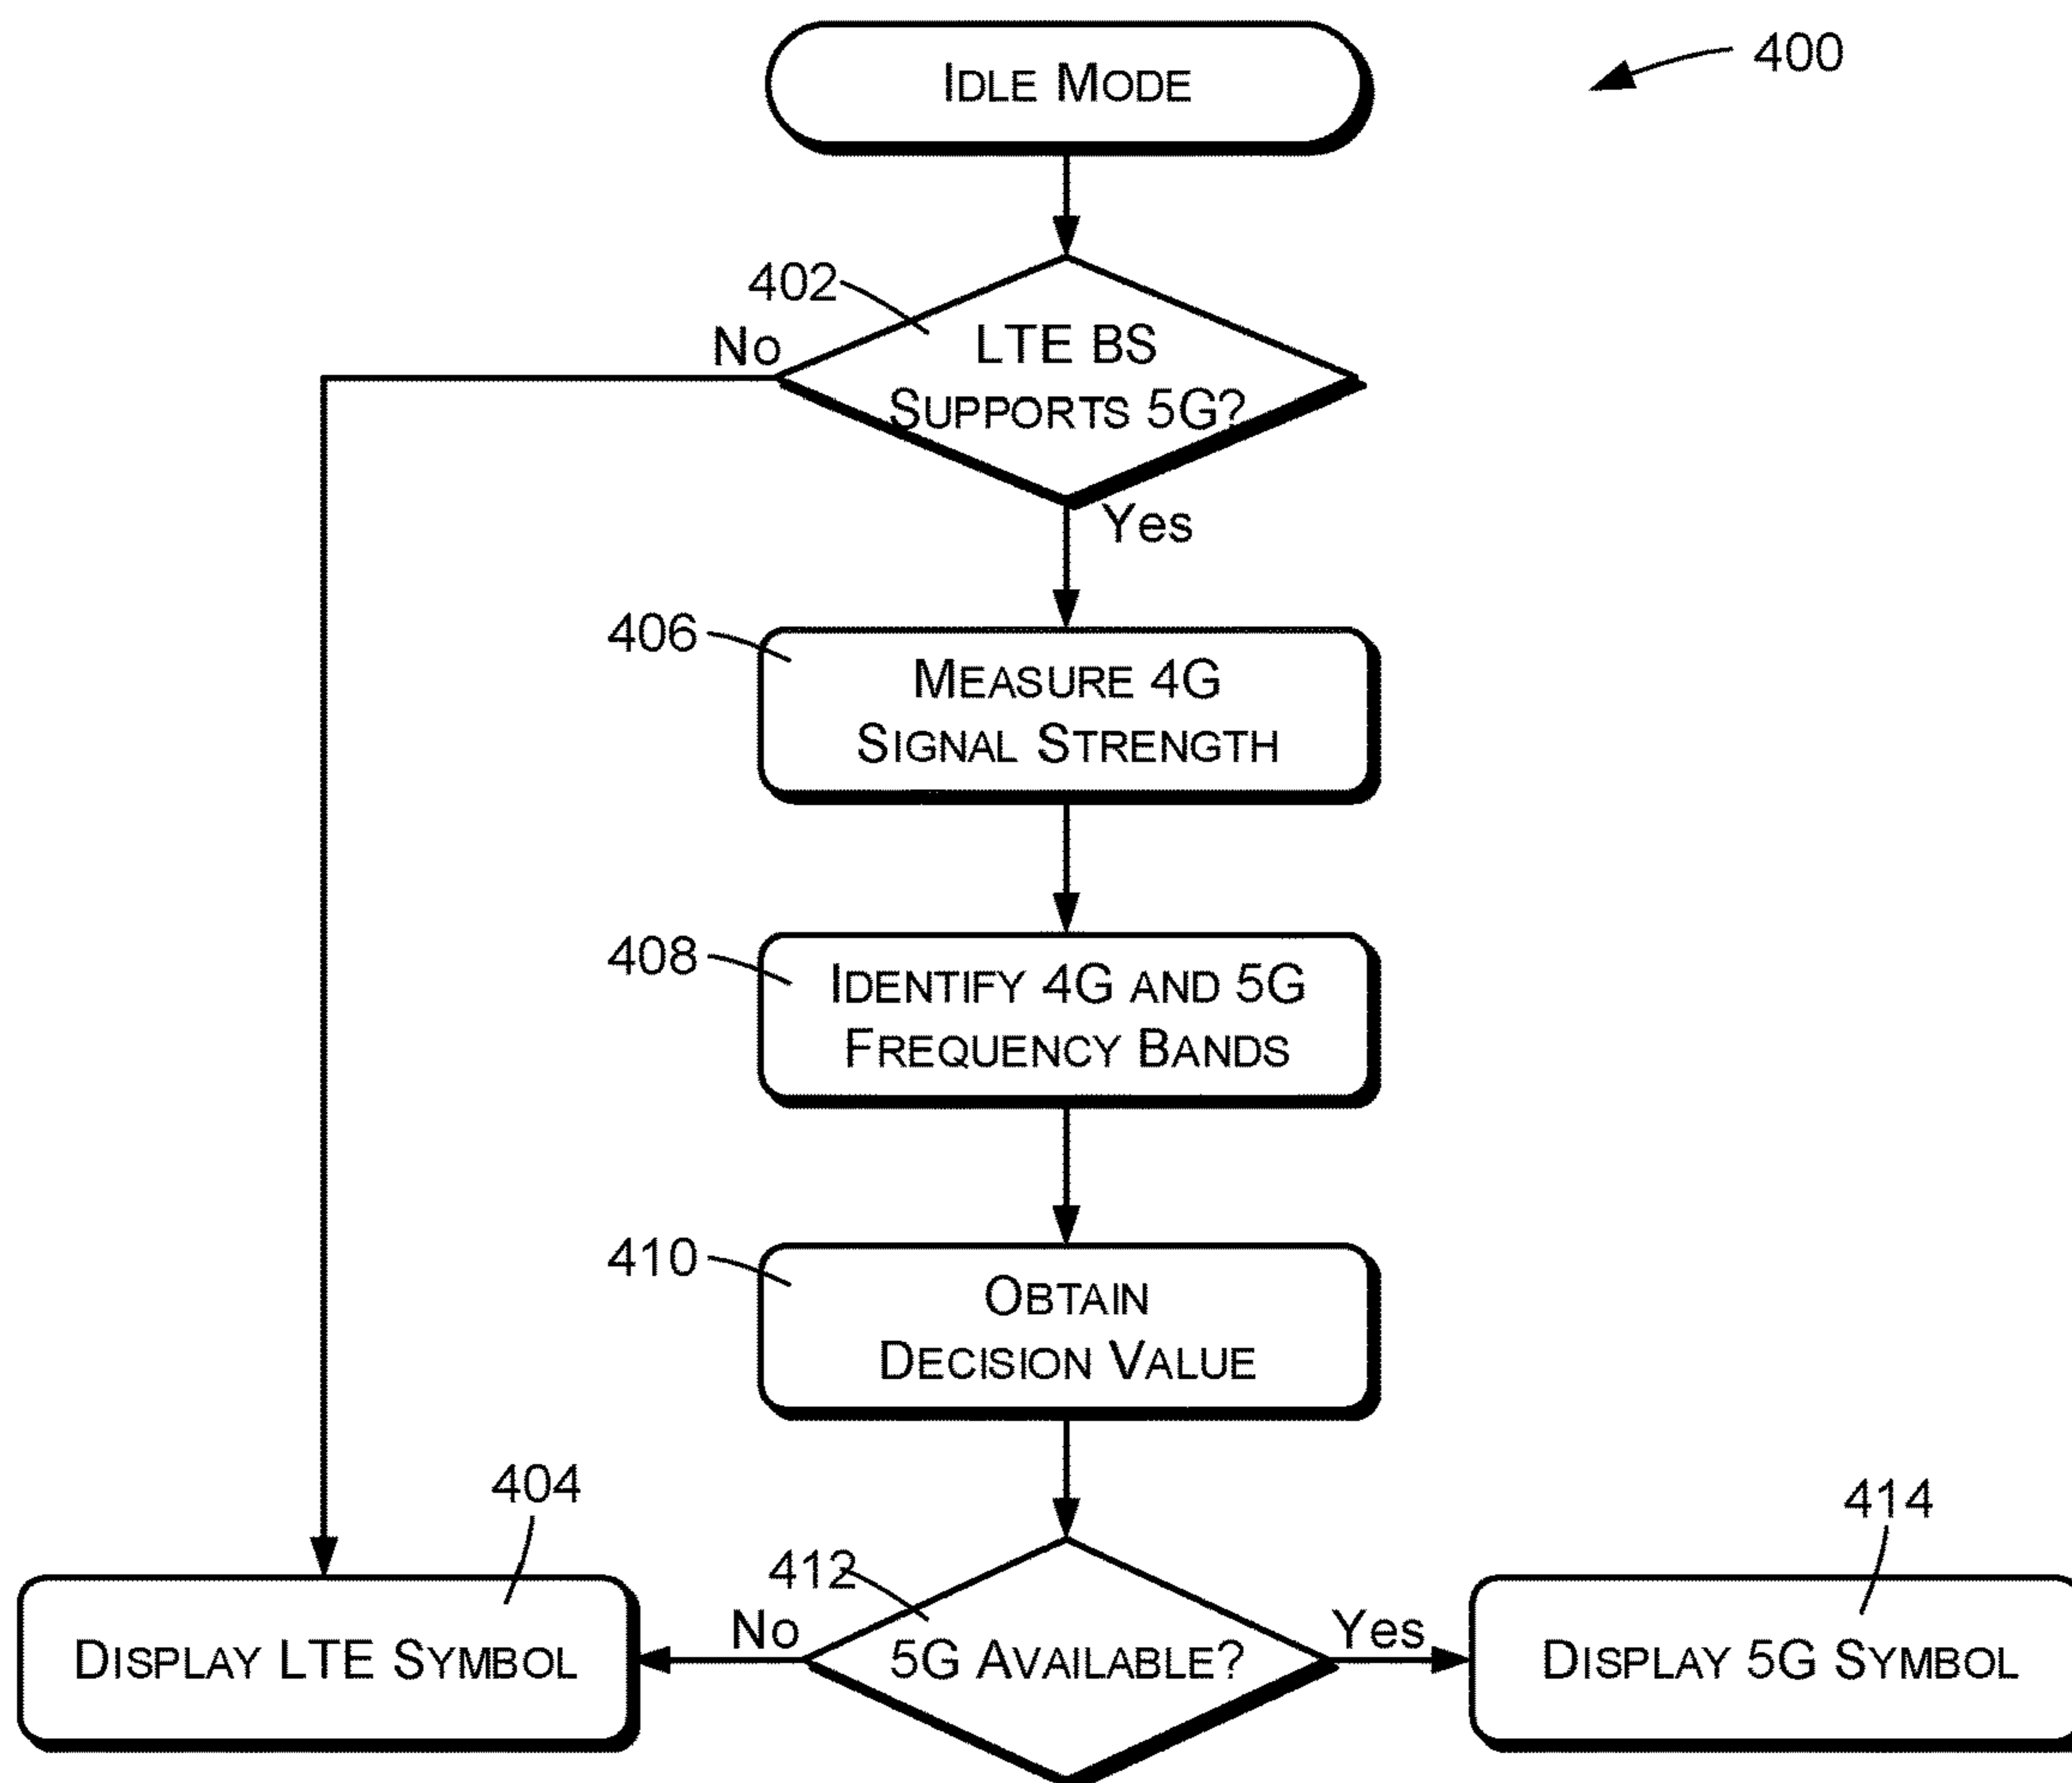 IDLE MODE
400
402
No
LTE BS
SUPPORTS 5G?
Yes
406
MEASURE 4G
SIGNAL STRENGTH
408
IDENTIFY 4G AND 5G
FREQUENCY BANDS
410
OBTAIN
DECISION VALUE
404
412
414
DISPLAY LTE SYMBOL
No
5G AVAILABLE?
Yes
DISPLAY 5G SYMBOL